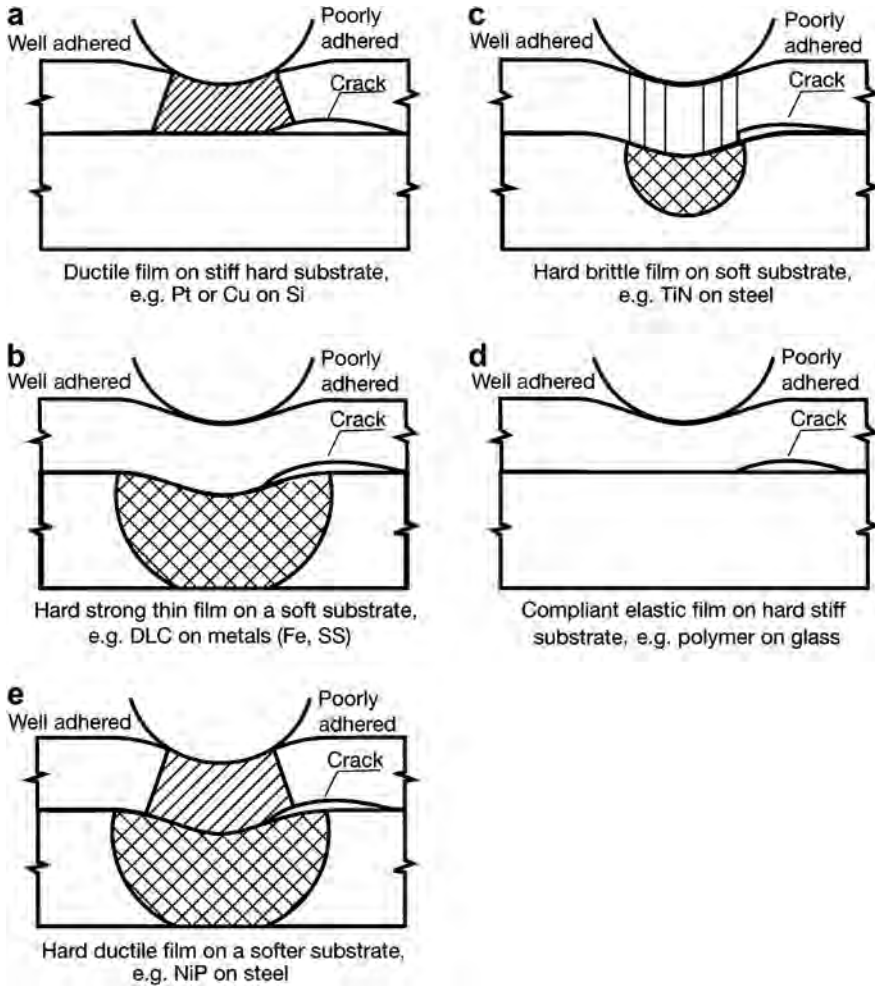 a
Well adhered
Poorly
adhered
Crack
Ductile film on stiff hard substrate,
e.g. Pt or Cu on Si
b
Well adhered
Poorly
adhered
Crack
Hard strong thin film on a soft substrate,
e.g. DLC on metals (Fe, SS)
e
Well adhered
Poorly
adhered
Crack
Hard ductile film on a softer substrate,
e.g. NiP on steel
c
Well adhered
Poorly
adhered
Crack
Hard brittle film on soft substrate,
e.g. TiN on steel
d
Well adhered
Poorly
adhered
Crack
Compliant elastic film on hard stiff
substrate, e.g. polymer on glass